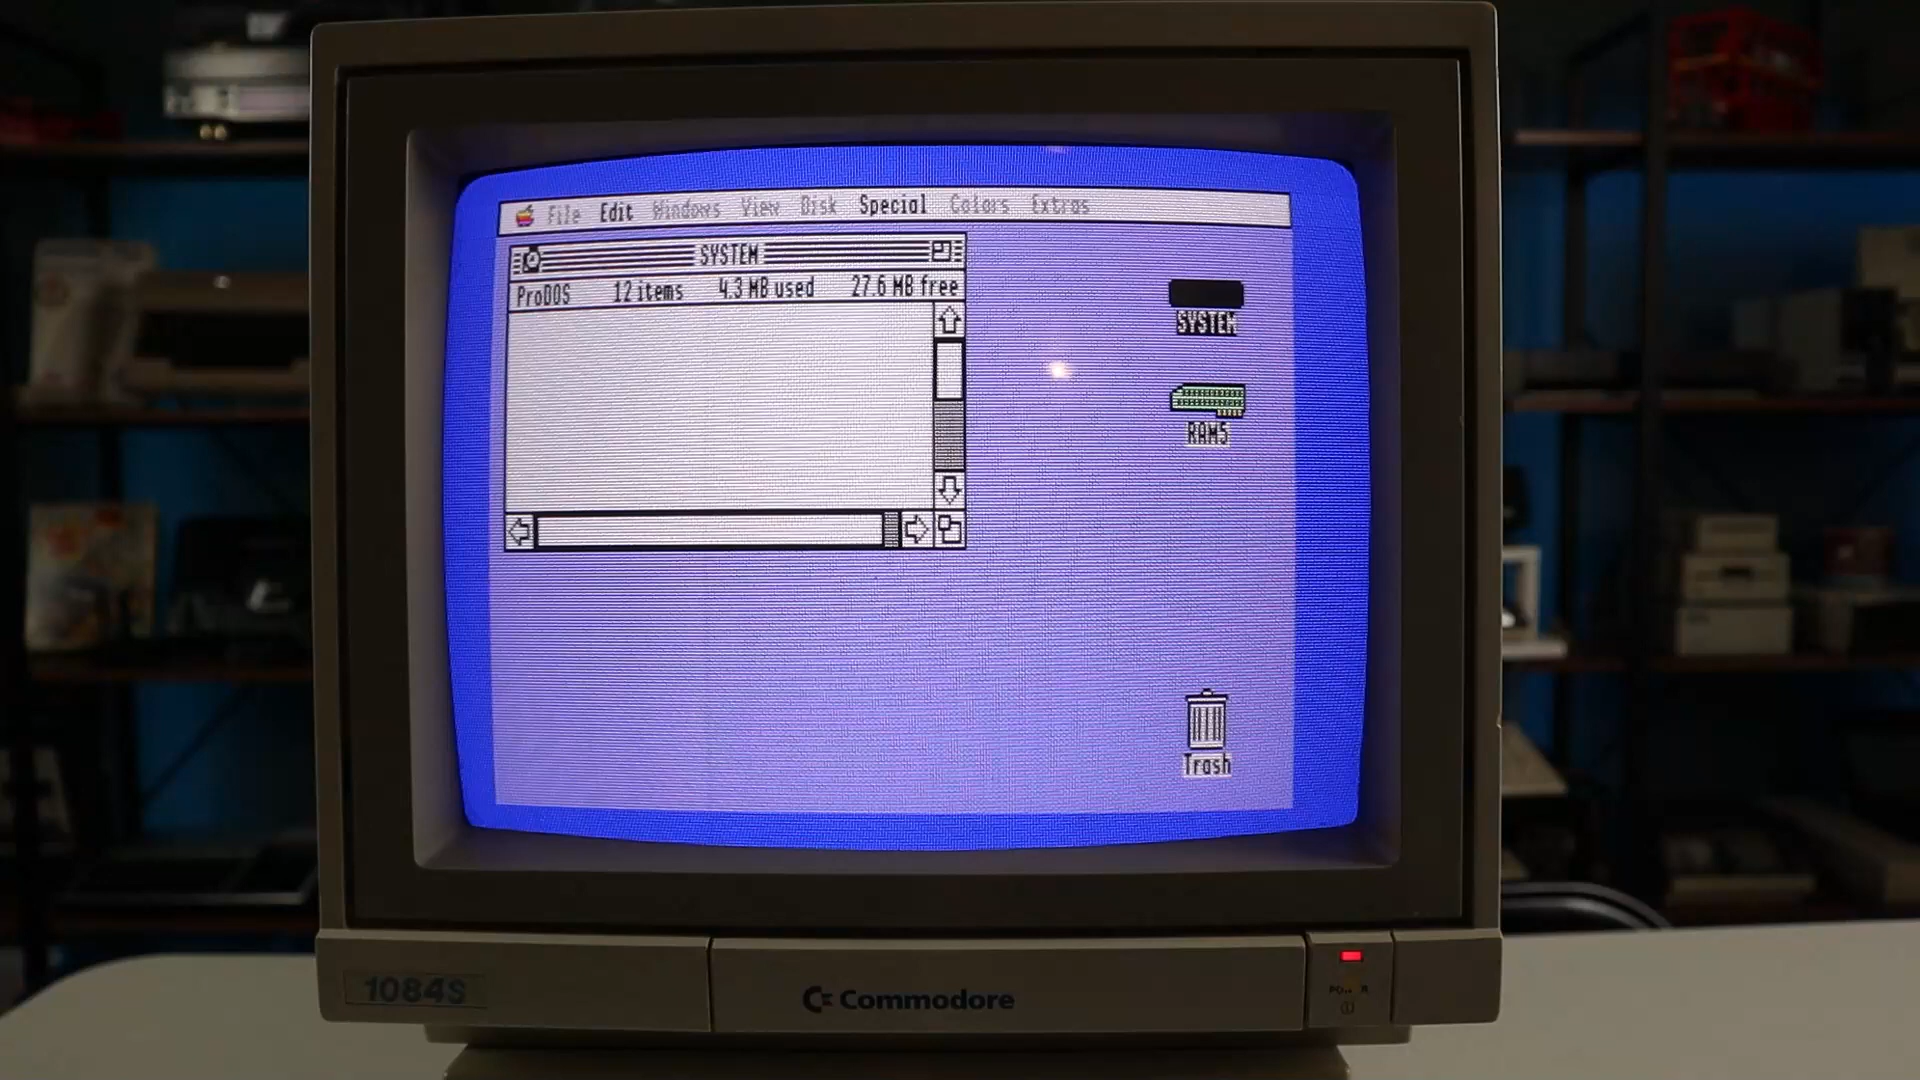 File Edit Windows View Disk Special Colors Extras
SYSTEM
ProDOS 12 items 4.3 MB used 27.6 MB free
SYSTEM
RAM5
Trash
1084S
Commodore